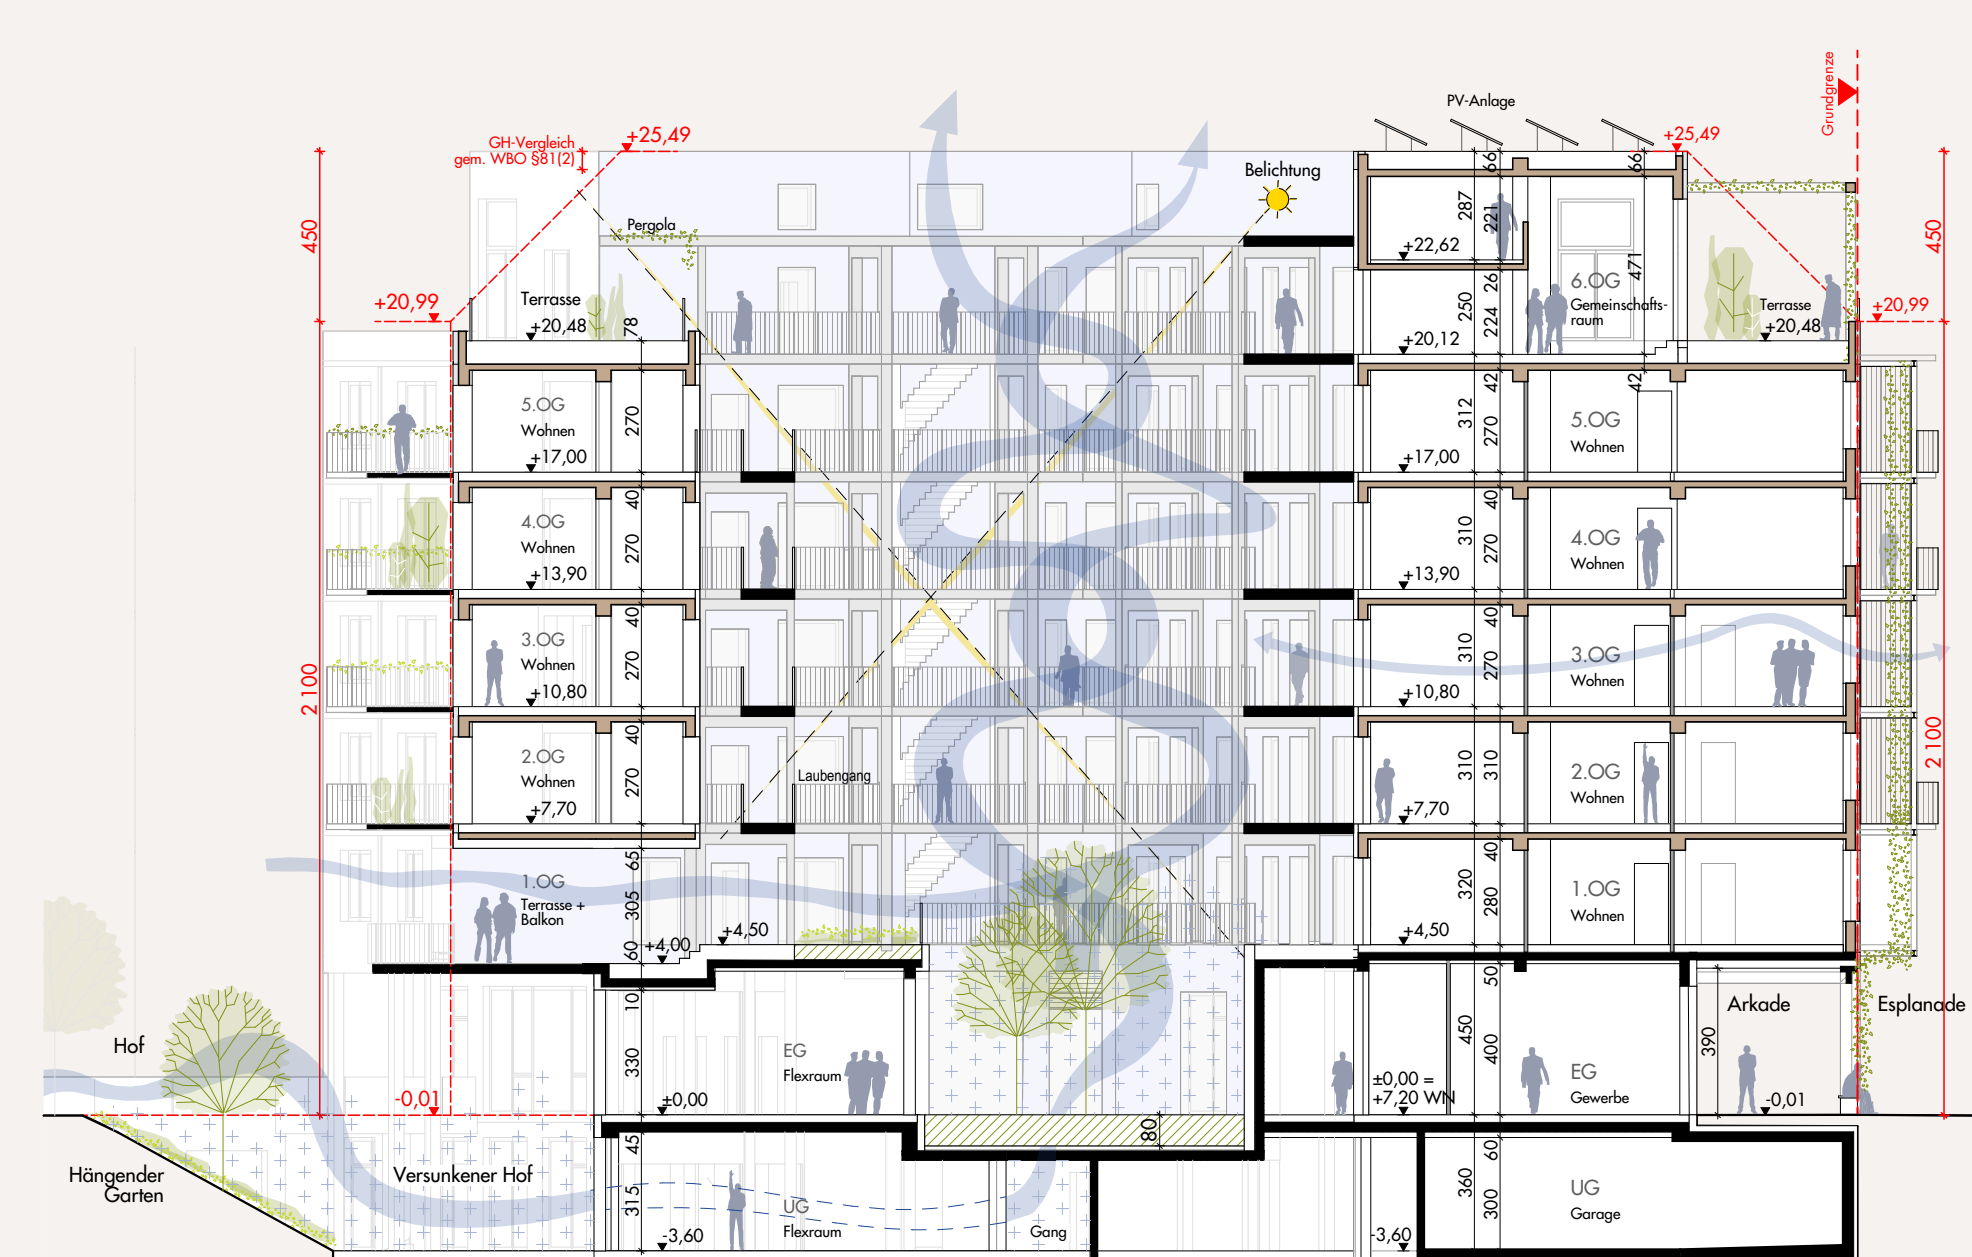 Grundgrenze
PV-Anlage
+25,49
GH-Vergleich
gem. WBO §81(2)
+25,49
Belichtung
Pergola
450
66
66
287
221
+22,62
450
471
26
6.OG
Gemeinschafts-
raum
250
224
Terrasse
+20,48
78
+20,99
+20,12
Terrasse
+20,48
+20,99
42
42
5.OG
Wohnen
+17,00
270
312
270
+17,00
5.OG
Wohnen
40
4.OG
Wohnen
+13,90
270
40
310
270
+13,90
4.OG
Wohnen
40
3.OG
Wohnen
+10,80
270
40
310
270
+10,80
3.OG
Wohnen
2 100
40
2.OG
Wohnen
+7,70
270
Laubengang
310
310
+7,70
2.OG
Wohnen
2 100
65
1.OG
Terrasse +
Balkon
305
60
+4,00
+4,50
40
320
280
+4,50
1.OG
Wohnen
50
10
330
EG
Flexraum
±0,00
450
400
±0,00 =
+7,20 WN
EG
Gewerbe
390
Arkade
-0,01
Esplanade
Hof
-0,01
80
45
Hängender
Garten
Versunkener Hof
315
-3,60
UG
Flexraum
Gang
60
360
300
-3,60
UG
Garage